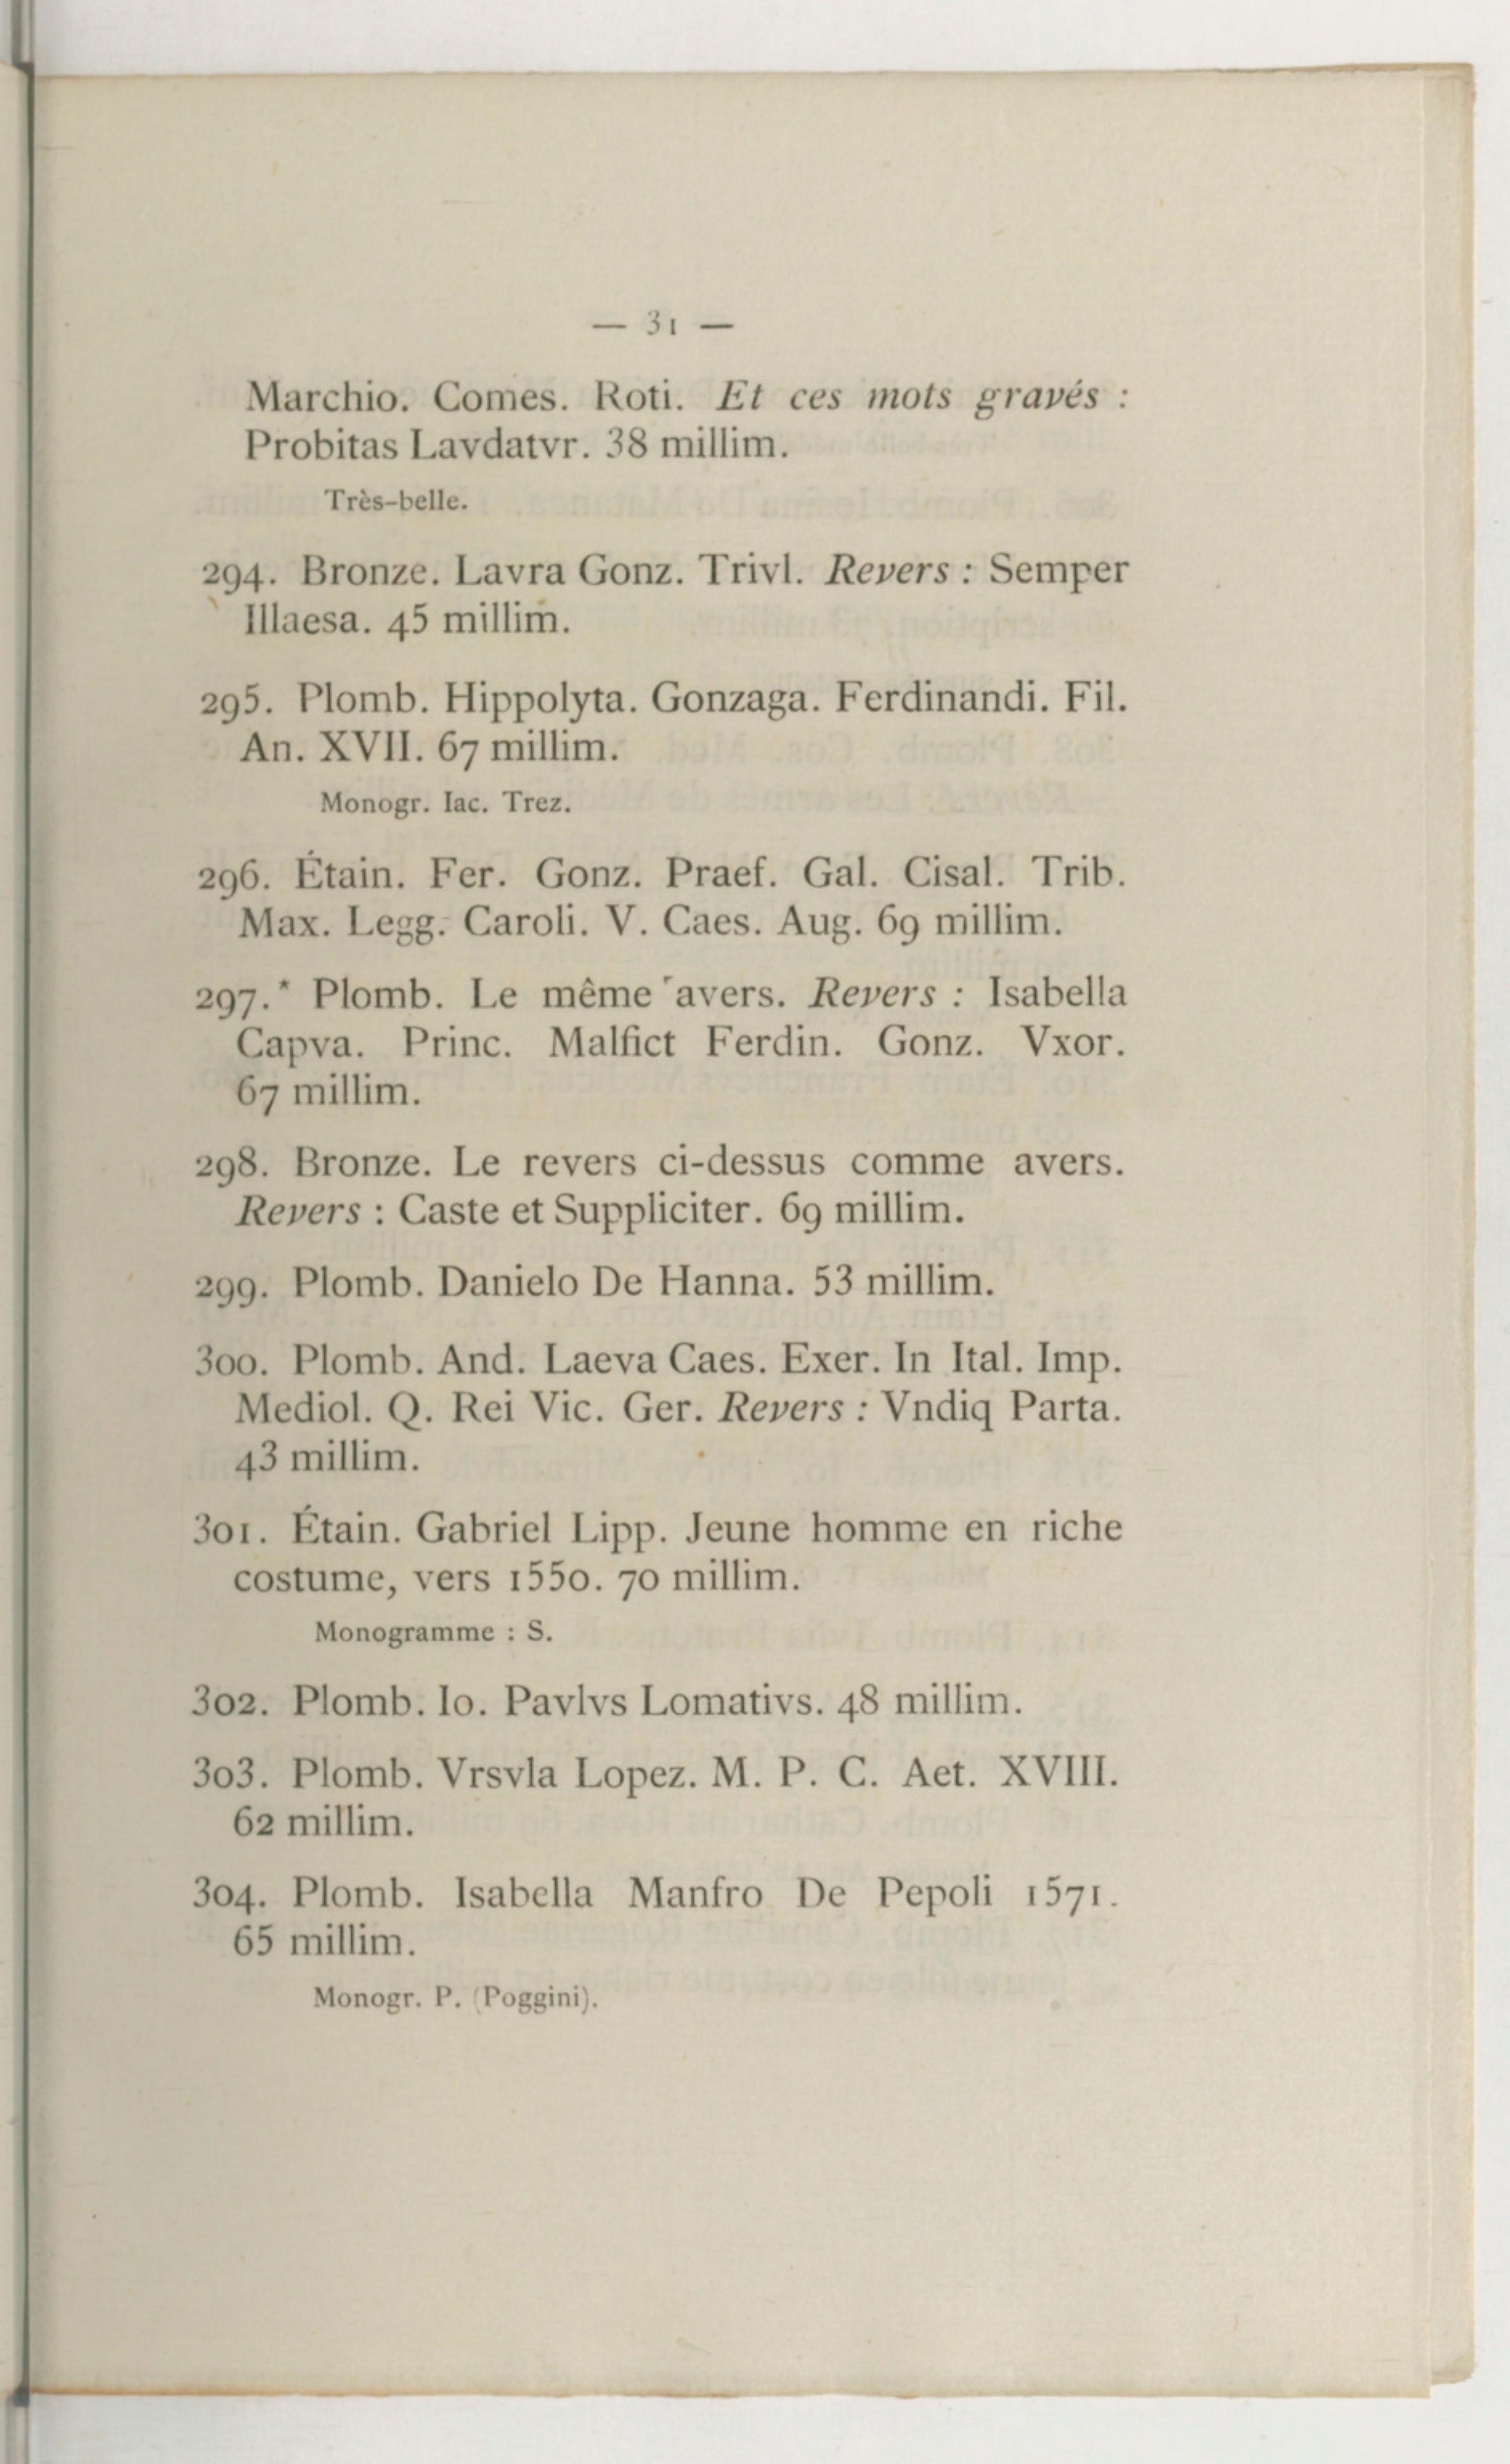 — 31 —
Marchio. Comes. Roti. Et ces mots gravés :
Probitas Lavdatvr. 38 millim.
Très-belle.
294. Bronze. Lavra Gonz. Trivl. Revers : Semper
Illaesa. 45 millim.
295. Plomb. Hippolyta. Gonzaga. Ferdinandi. Fil.
An. XVII. 67 millim.
Monogr. Iac. Trez.
296. Étain. Fer. Gonz. Praef. Gal. Cisal. Trib.
Max. Legg. Caroli. V. Caes. Aug. 69 millim.
297.* Plomb. Le même avers. Revers : Isabella
Capva. Princ. Malfict Ferdin. Gonz. Vxor.
67 millim.
298. Bronze. Le revers ci-dessus comme avers.
Revers : Caste et Suppliciter. 69 millim.
299. Plomb. Danielo De Hanna. 53 millim.
300. Plomb. And. Laeva Caes. Exer. In Ital. Imp.
Mediol. Q. Rei Vic. Ger. Revers : Vndiq Parta.
43 millim.
301. Étain. Gabriel Lipp. Jeune homme en riche
costume, vers 1550. 70 millim.
Monogramme : S.
302. Plomb. Io. Pavlvs Lomativs. 48 millim.
303. Plomb. Vrsvla Lopez. M. P. C. Aet. XVIII.
62 millim.
304. Plomb. Isabella Manfro De Pepoli 1571.
65 millim.
Monogr. P. (Poggini).